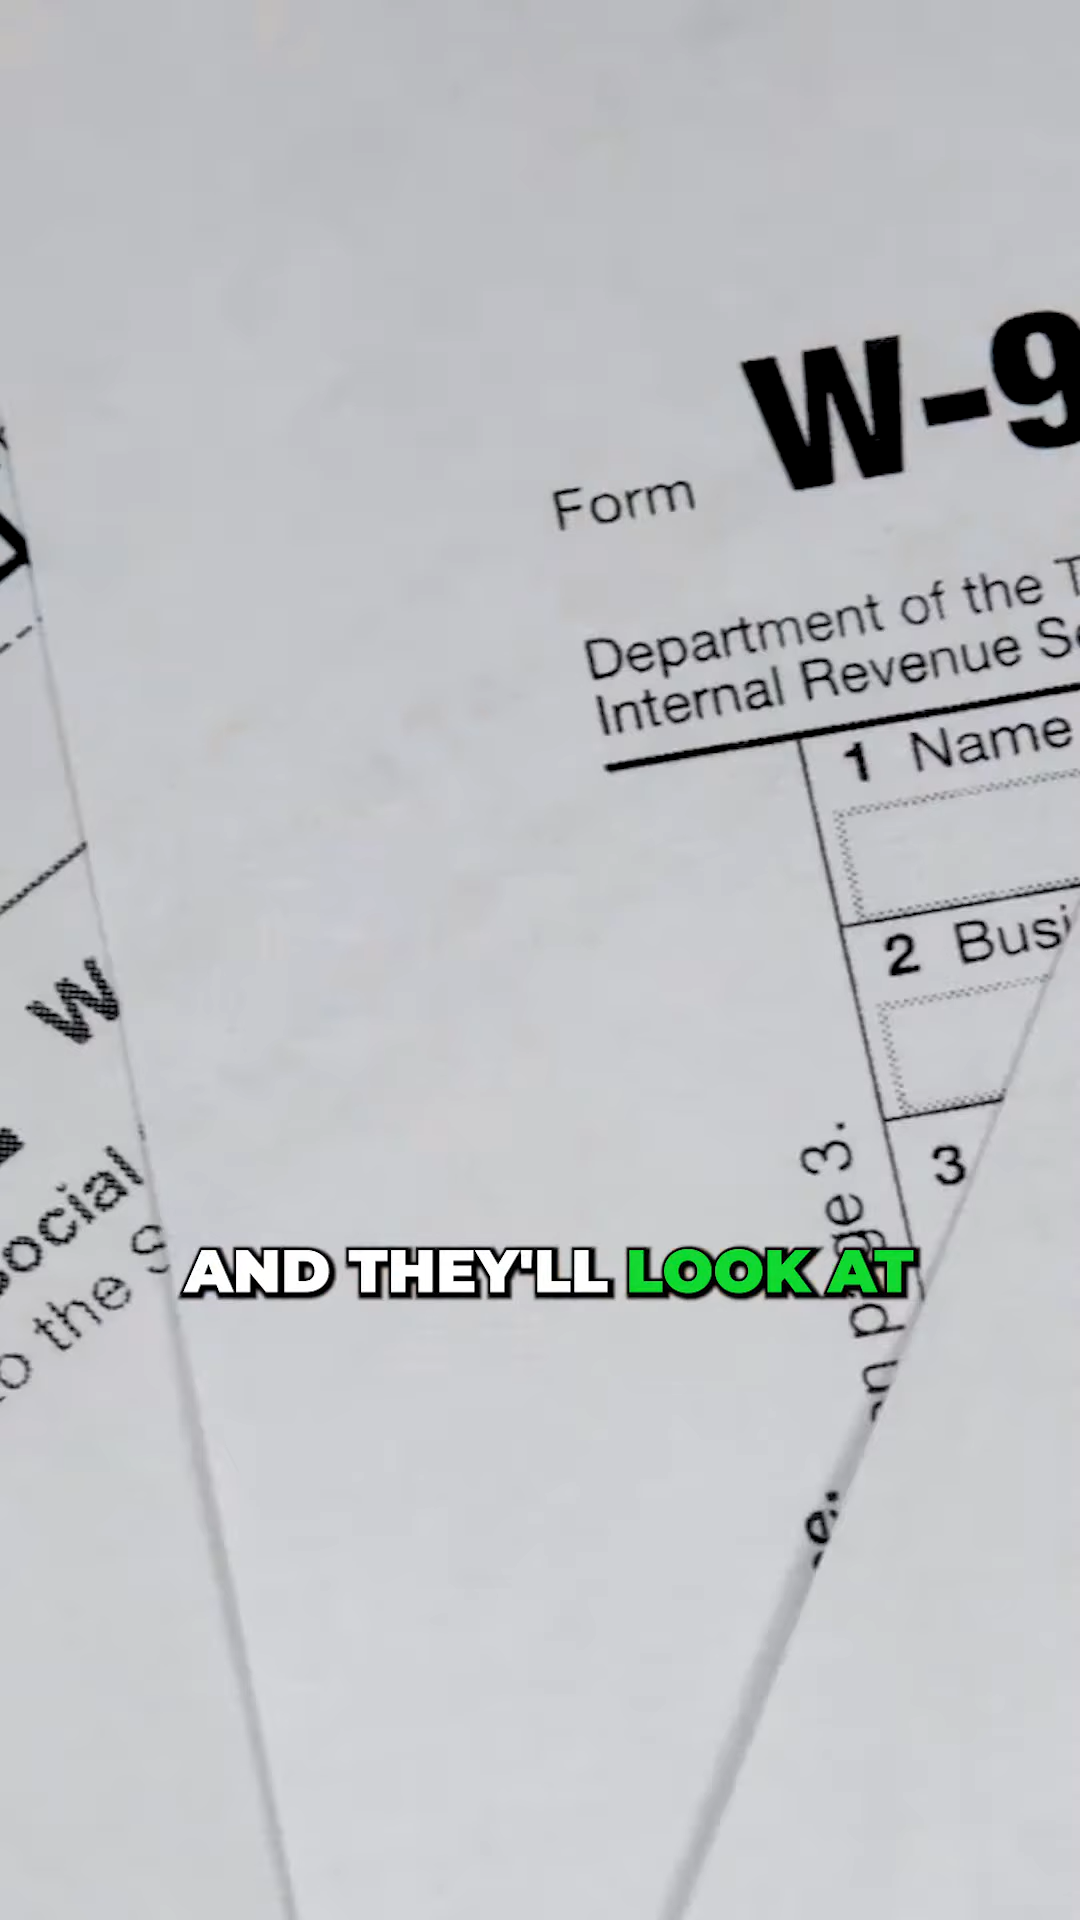 Form W-9
Department of the T
Internal Revenue Se
1 Name
2 Busi
3
on page 3.
e.
W
ocial
o the
AND THEY'LL LOOK AT